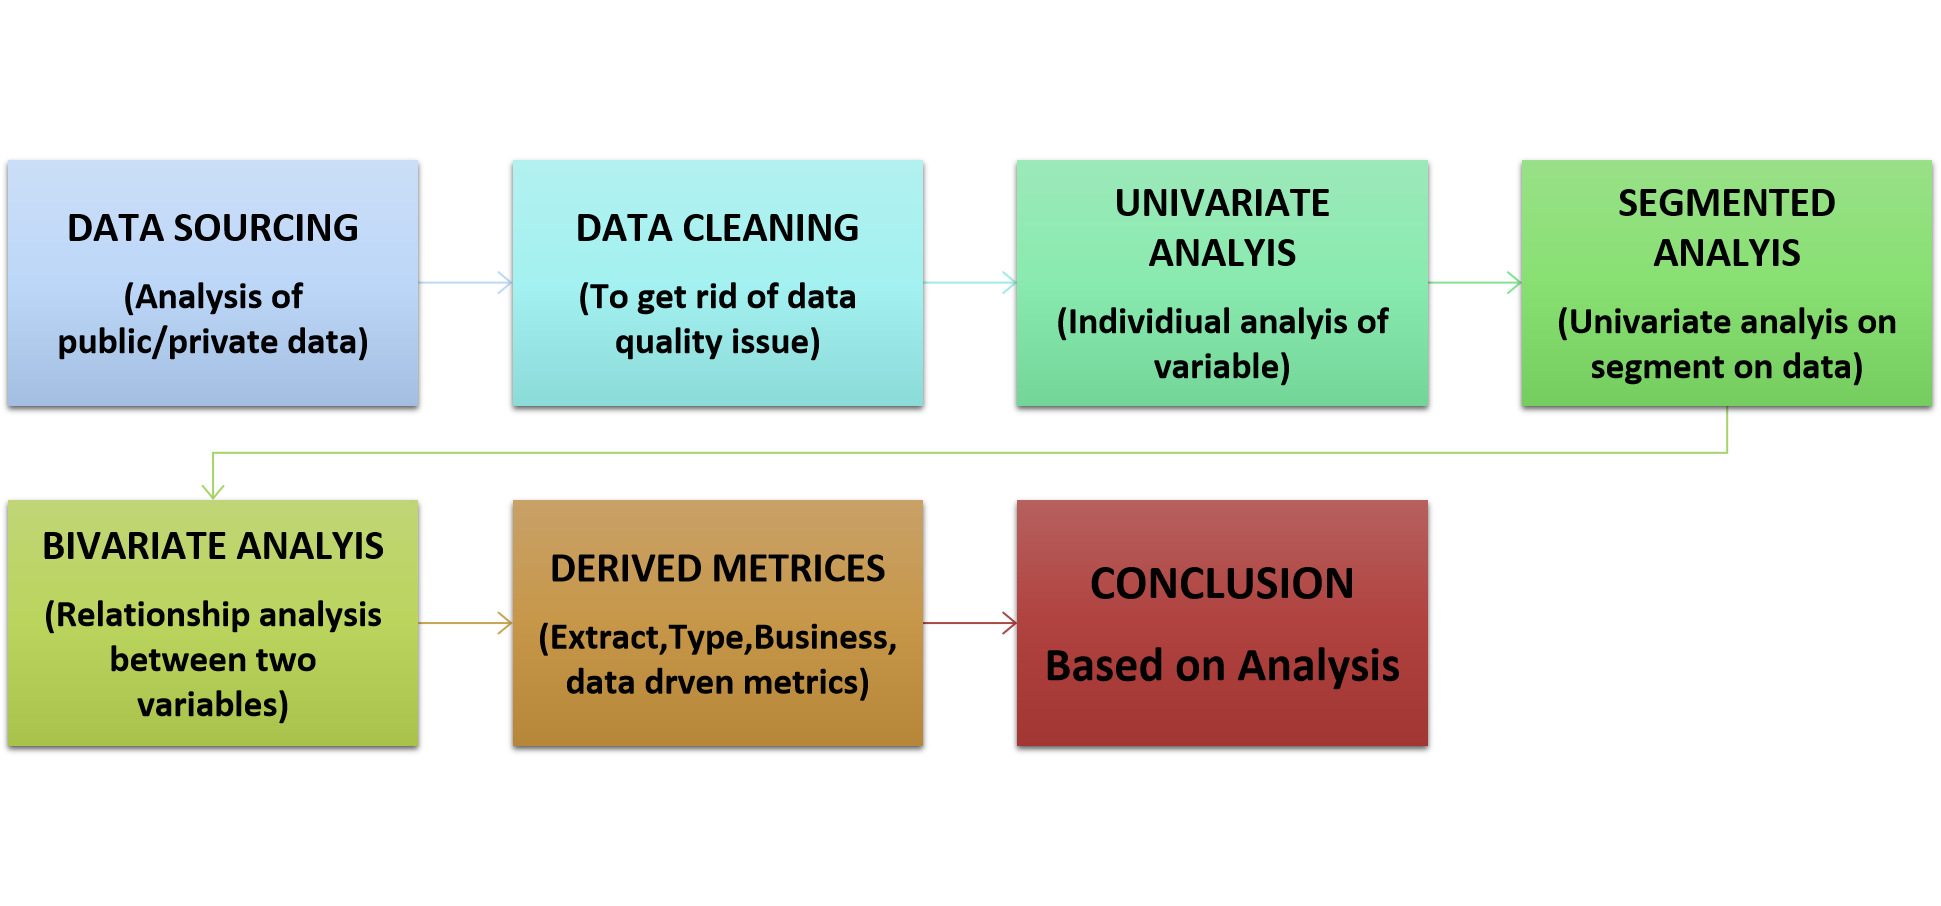 DATA SOURCING
(Analysis of
public/private data)
DATA CLEANING
(To get rid of data
quality issue)
UNIVARIATE
ANALYIS
(Individiual analyis of
variable)
SEGMENTED
ANALYIS
(Univariate analyis on
segment on data)
BIVARIATE ANALYIS
(Relationship analysis
between two
variables)
DERIVED METRICES
(Extract,Type,Business,
data drven metrics)
CONCLUSION
Based on Analysis